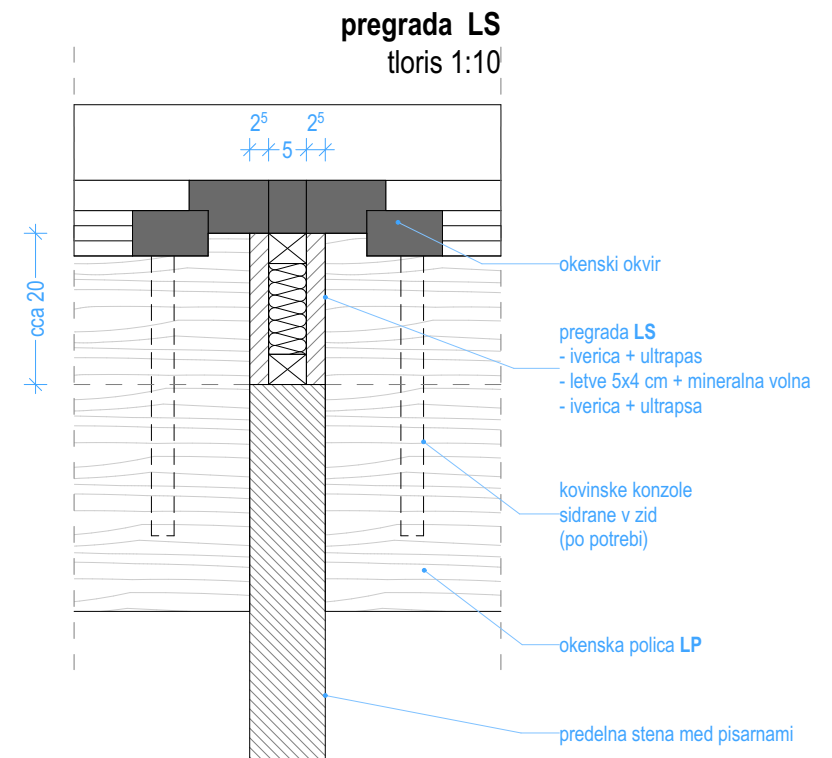 pregrada LS
tloris 1:10
2⁵ 5 2⁵
cca 20
okenski okvir
pregrada LS
- iverica + ultrapas
- letve 5x4 cm + mineralna volna
- iverica + ultrapsa
kovinske konzole
sidrane v zid
(po potrebi)
okenska polica LP
predelna stena med pisarnami